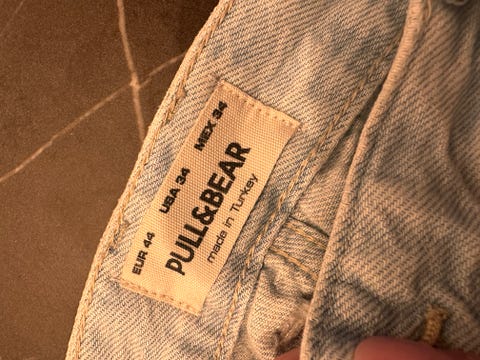 EUR 44 USA 34 MEX 34
PULL&BEAR
made in Turkey